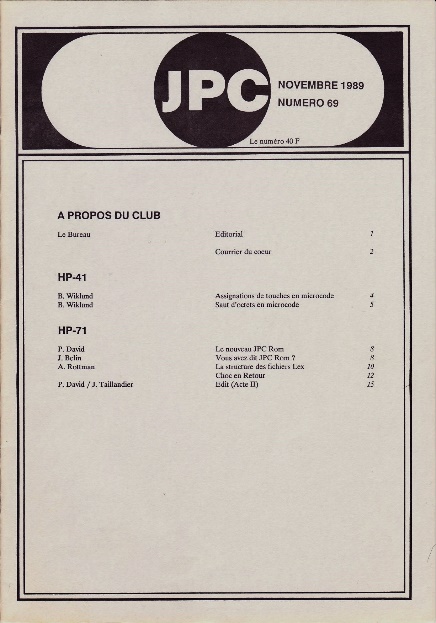 JPC
NOVEMBRE 1989
NUMERO 69
Le numéro 40 F
A PROPOS DU CLUB
Le Bureau Editorial 1
Courrier du coeur 2
HP-41
B. Wiklund Assignations de touches en microcode 4
B. Wiklund Saut d'octets en microcode 5
HP-71
P. David Le nouveau JPC Rom 8
J. Belin Vous avez dit JPC Rom ? 8
A. Rottman La structure des fichiers Lex 10
Choc en Retour 12
P. David / J. Taillandier Edit (Acte II) 15